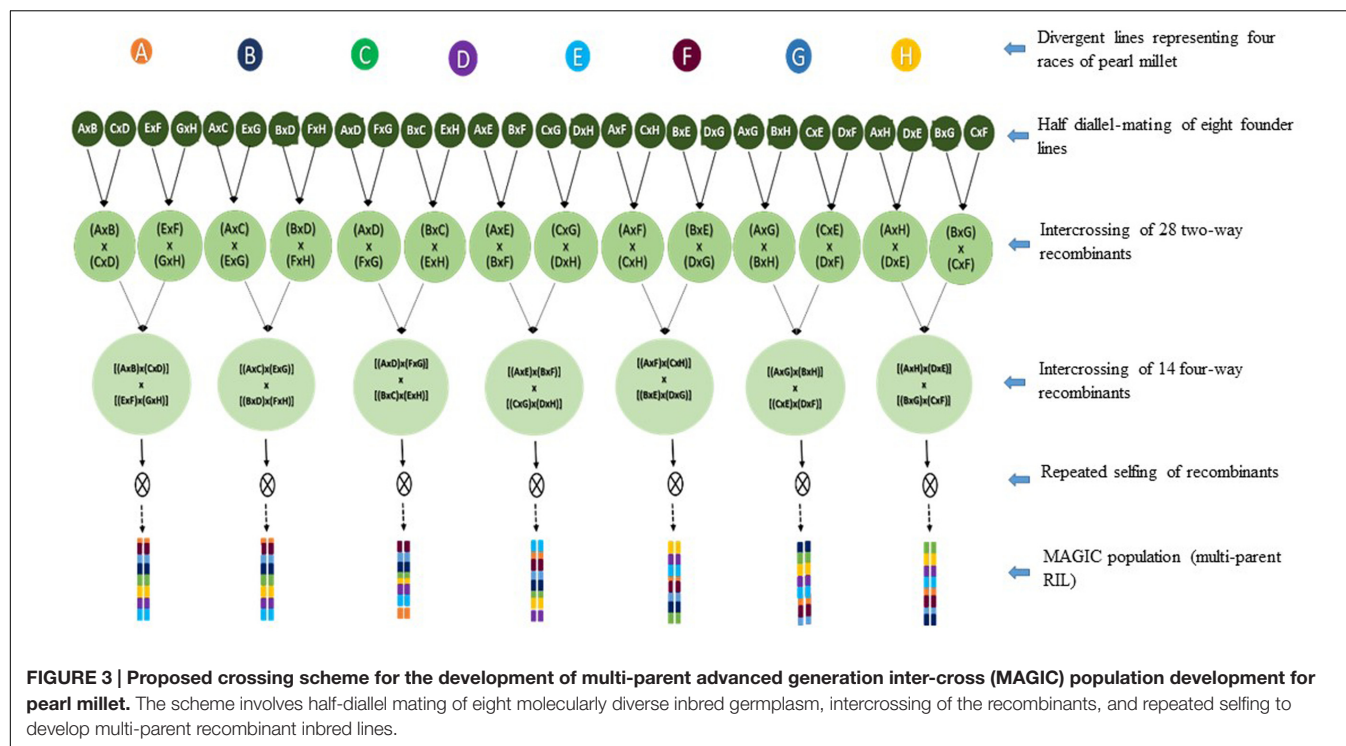 A B C D E F G H
Divergent lines representing four
races of pearl millet
AxB CxD ExF GxH AxC ExG BxD FxH AxD FxG BxC ExH AxE BxF CxG DxH AxF CxH BxE DxG AxG BxH CxE DxF AxH DxE BxG CxF
Half diallel-mating of eight founder
lines
(AxB) (ExF) (AxC) (BxD) (AxD) (BxC) (AxE) (CxG) (AxF) (BxE) (AxG) (CxE) (AxH) (BxG)
x x x x x x x x x x x x x x
(CxD) (GxH) (ExG) (FxH) (FxG) (ExH) (BxF) (DxH) (CxH) (DxG) (BxH) (DxF) (DxE) (CxF)
Intercrossing of 28 two-way
recombinants
[(AxB)x(CxD)] [(AxC)x(ExG)] [(AxD)x(FxG)] [(AxE)x(BxF)] [(AxF)x(CxH)] [(AxG)x(BxH)] [(AxH)x(DxE)]
x x x x x x x
[(ExF)x(GxH)] [(BxD)x(FxH)] [(BxC)x(ExH)] [(CxG)x(DxH)] [(BxE)x(DxG)] [(CxE)x(DxF)] [(BxG)x(CxF)]
Intercrossing of 14 four-way
recombinants
Repeated selfing of recombinants
MAGIC population (multi-parent
RIL)
FIGURE 3 | Proposed crossing scheme for the development of multi-parent advanced generation inter-cross (MAGIC) population development for
pearl millet. The scheme involves half-diallel mating of eight molecularly diverse inbred germplasm, intercrossing of the recombinants, and repeated selfing to
develop multi-parent recombinant inbred lines.